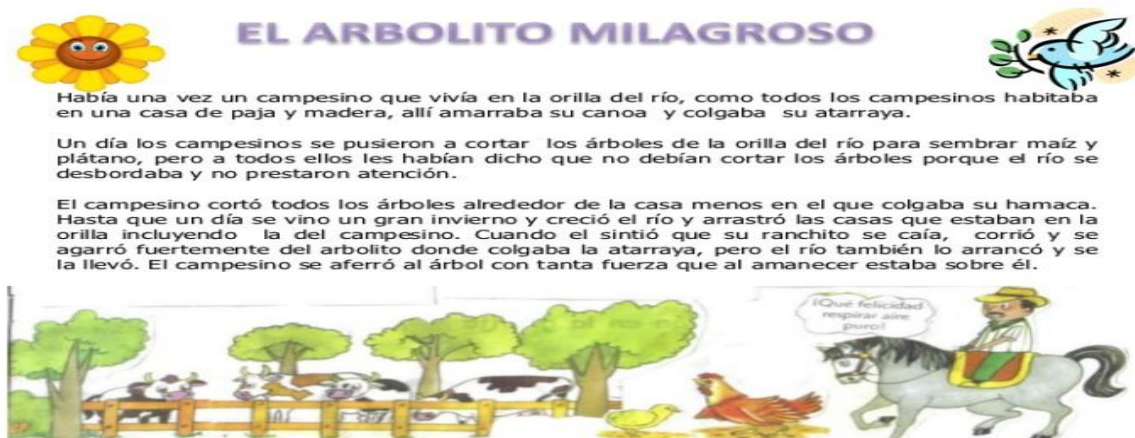 EL ARBOLITO MILAGROSO
Había una vez un campesino que vivía en la orilla del río, como todos los campesinos habitaba
en una casa de paja y madera, allí amarraba su canoa y colgaba su atarraya.
Un día los campesinos se pusieron a cortar los árboles de la orilla del río para sembrar maíz y
plátano, pero a todos ellos les habían dicho que no debían cortar los árboles porque el río se
desbordaba y no prestaron atención.
El campesino cortó todos los árboles alrededor de la casa menos en el que colgaba su hamaca.
Hasta que un día se vino un gran invierno y creció el río y arrastró las casas que estaban en la
orilla incluyendo la del campesino. Cuando el sintió que su ranchito se caía, corrió y se
agarró fuertemente del arbolito donde colgaba la atarraya, pero el río también lo arrancó y se
la llevó. El campesino se aferró al árbol con tanta fuerza que al amanecer estaba sobre él.
¡Qué felicidad
respirar aire
puro!